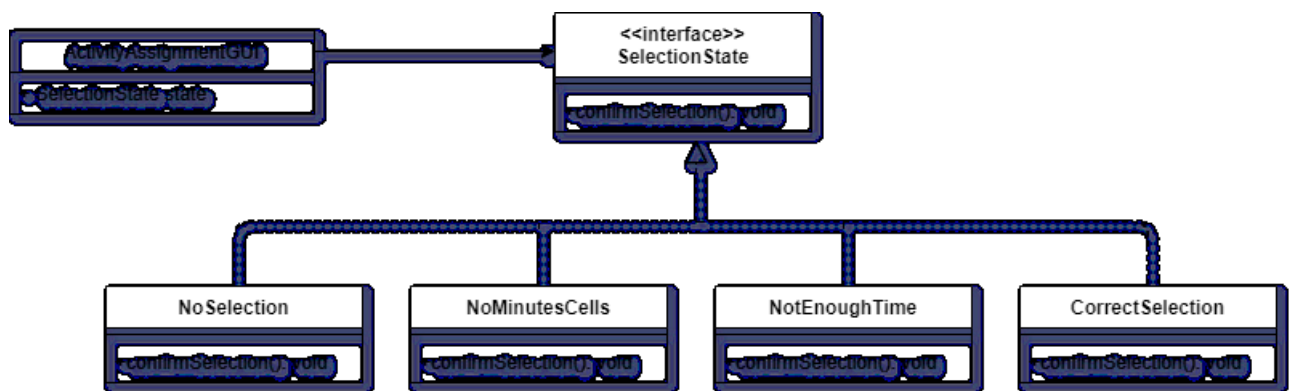 ActivityAssignmentGUI
SelectionState state
<<interface>>
SelectionState
confirmSelection(): void
NoSelection
confirmSelection(): void
NoMinutesCells
confirmSelection(): void
NotEnoughTime
confirmSelection(): void
CorrectSelection
confirmSelection(): void